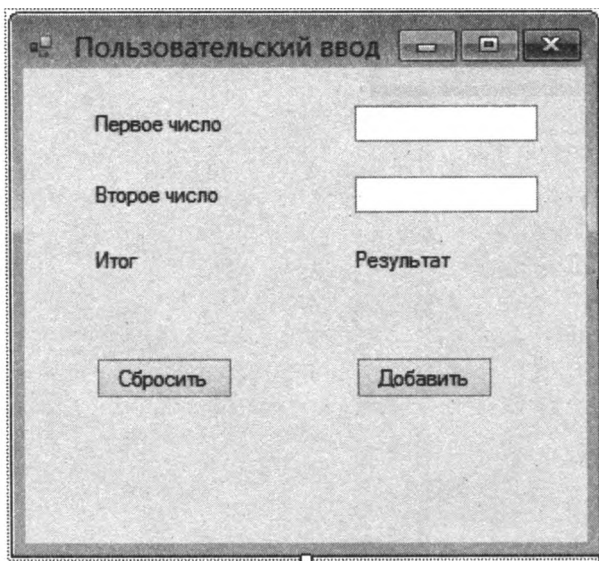 Пользовательский ввод
Первое число
Второе число
Итог Результат
Сбросить Добавить